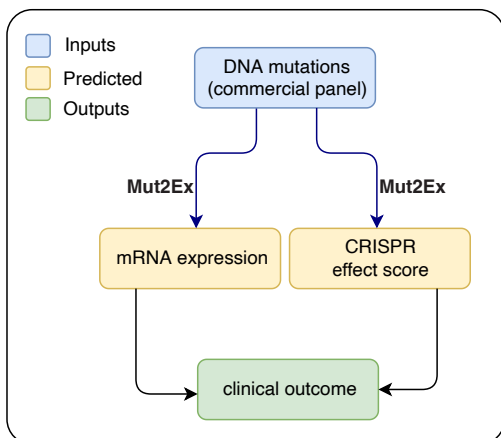 Inputs
Predicted
Outputs
DNA mutations
(commercial panel)
Mut2Ex
Mut2Ex
mRNA expression
CRISPR
effect score
clinical outcome